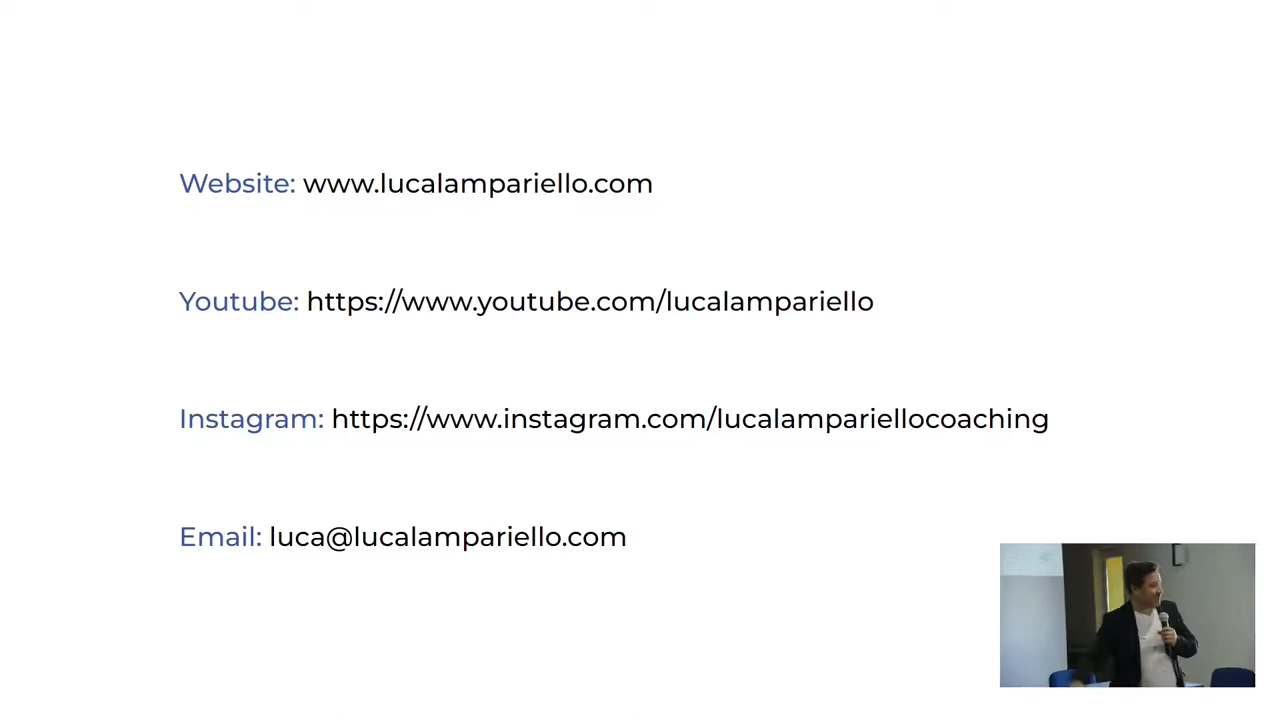 Website: www.lucalampariello.com
Youtube: https://www.youtube.com/lucalampariello
Instagram: https://www.instagram.com/lucalampariellocoaching
Email: luca@lucalampariello.com